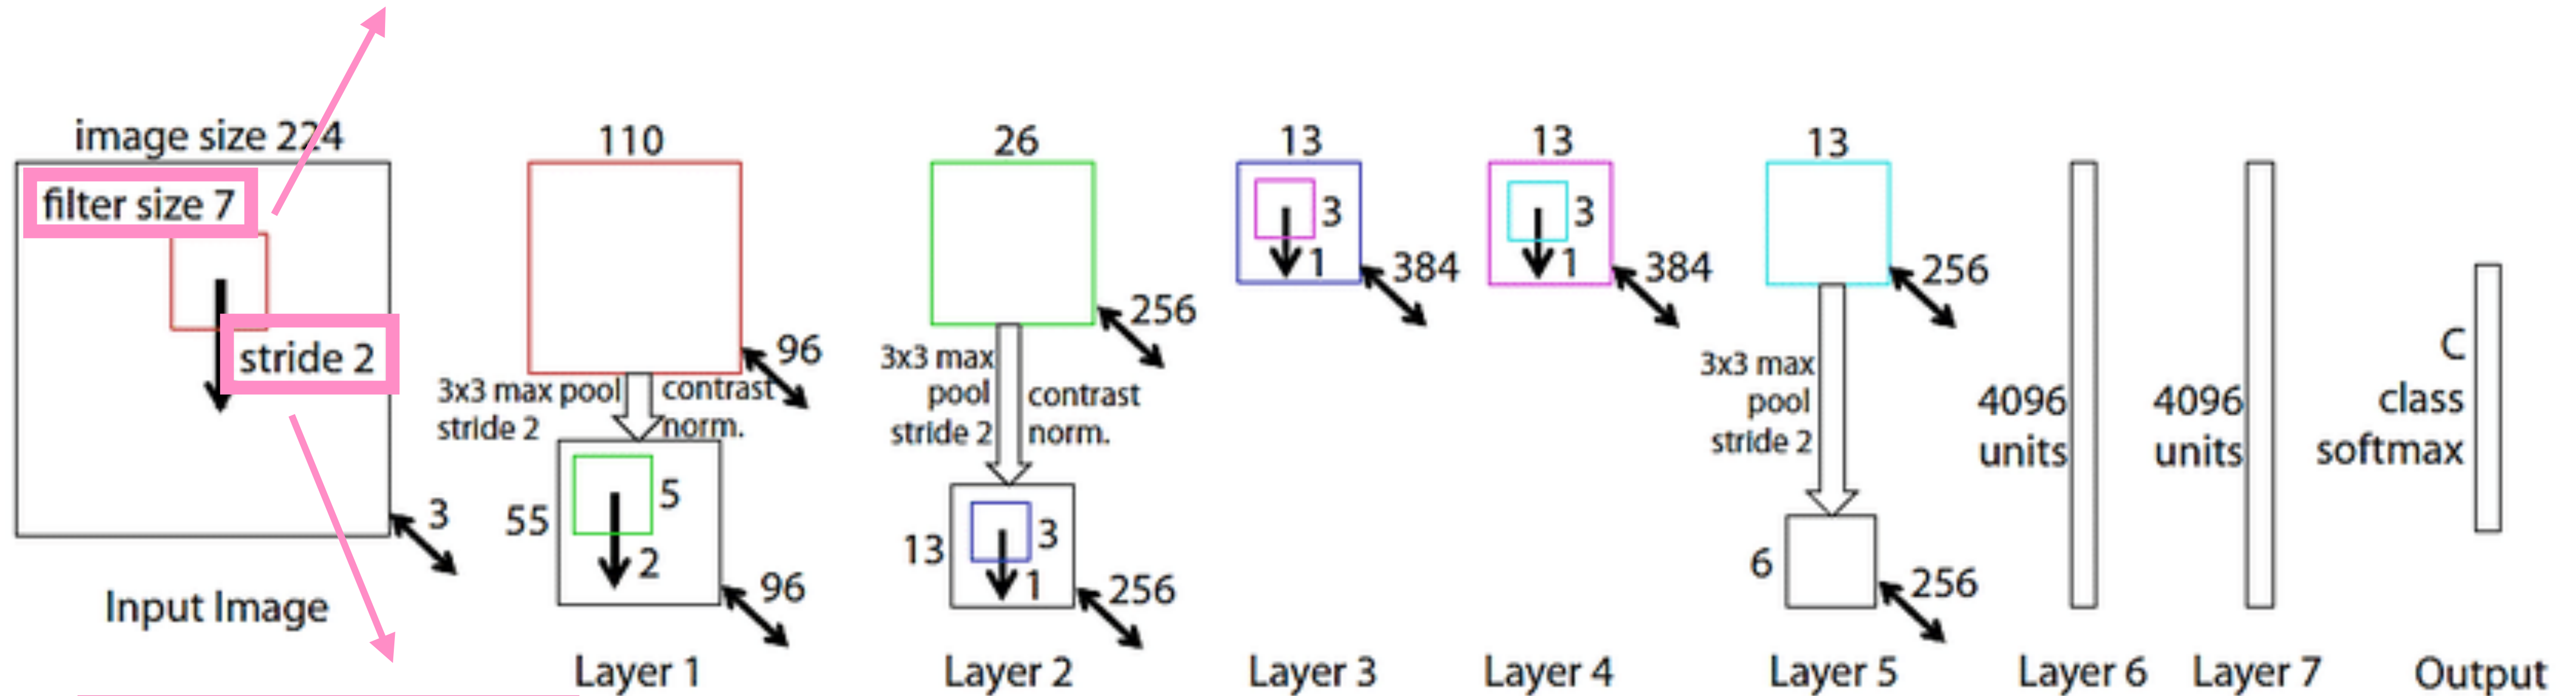 image size 224
filter size 7
stride 2
3
Input Image
110
96
3x3 max pool
stride 2
contrast
norm.
55
5
2
96
Layer 1
26
256
3x3 max
pool
stride 2
contrast
norm.
13
3
1
256
Layer 2
13
3
1
384
Layer 3
13
3
1
384
Layer 4
13
256
3x3 max
pool
stride 2
6
256
Layer 5
4096
units
Layer 6
4096
units
Layer 7
C
class
softmax
Output